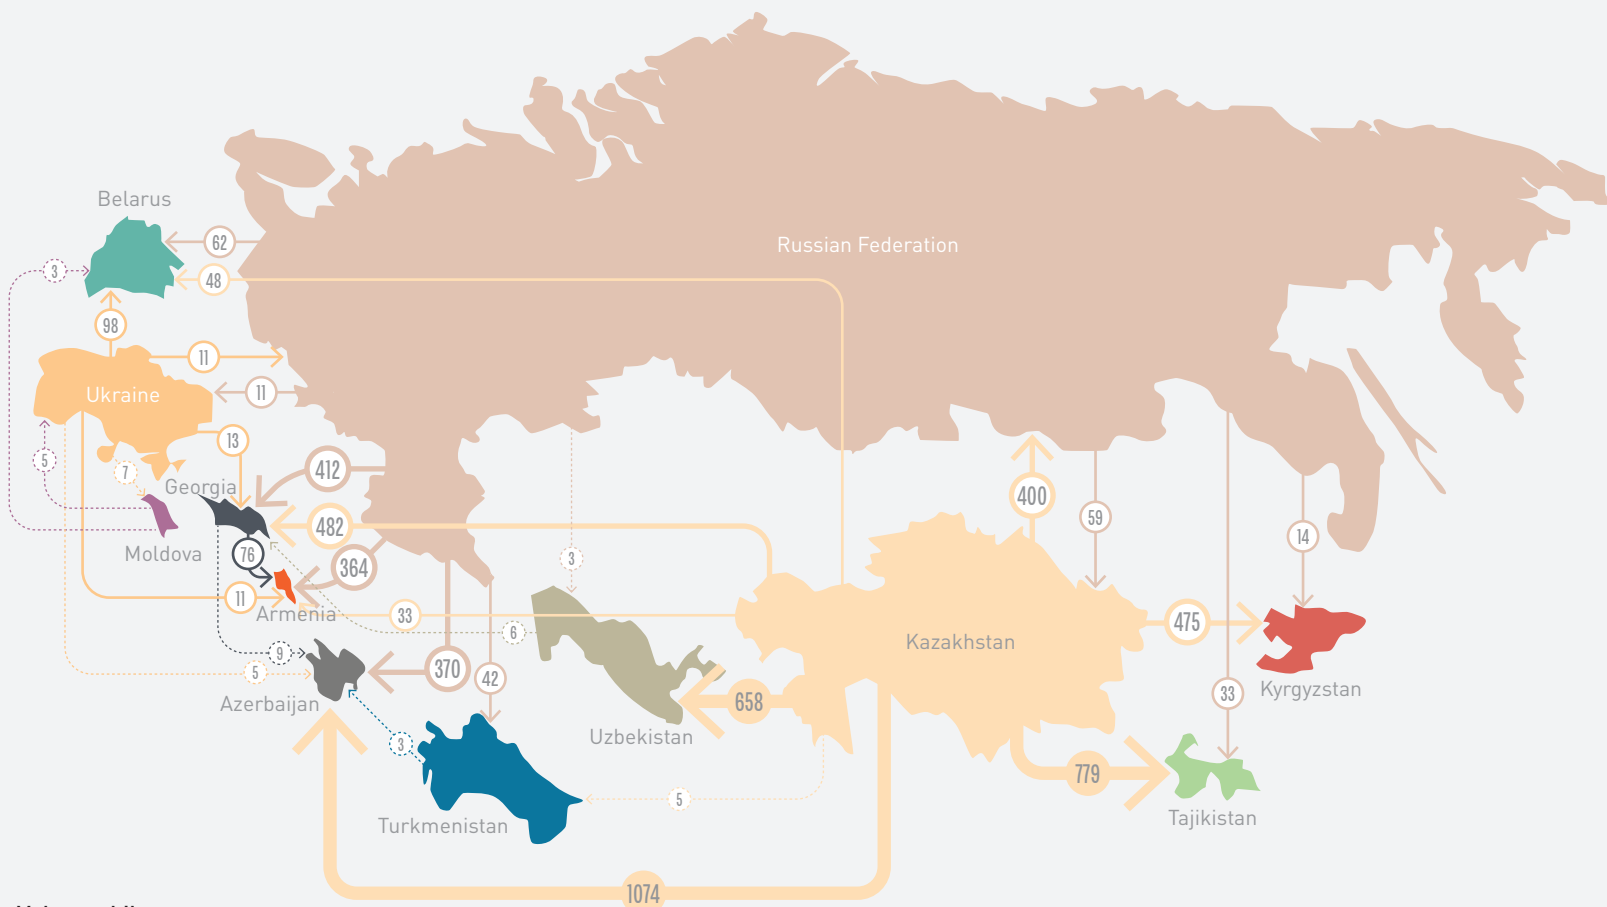 Belarus
62
Russian Federation
3
48
98
11
Ukraine
11
13
5
7
412
Georgia
400
482
59
Moldova
76
364
3
14
11
Armenia
33
6
475
Kazakhstan
9
5
370
42
Kyrgyzstan
33
Azerbaijan
658
Uzbekistan
3
779
5
Turkmenistan
Tajikistan
1074